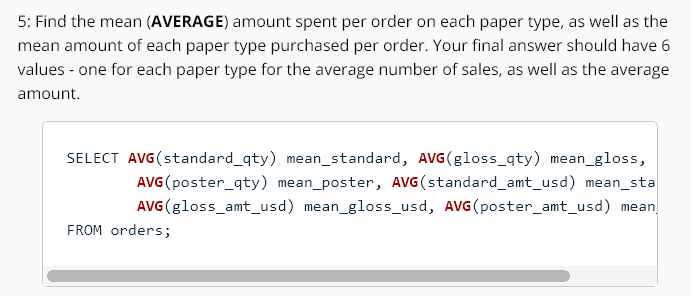 5: Find the mean (AVERAGE) amount spent per order on each paper type, as well as the
mean amount of each paper type purchased per order. Your final answer should have 6
values - one for each paper type for the average number of sales, as well as the average
amount.
SELECT AVG(standard_qty) mean_standard, AVG(gloss_qty) mean_gloss,
AVG(poster_qty) mean_poster, AVG(standard_amt_usd) mean_sta
AVG(gloss_amt_usd) mean_gloss_usd, AVG(poster_amt_usd) mean_
FROM orders;